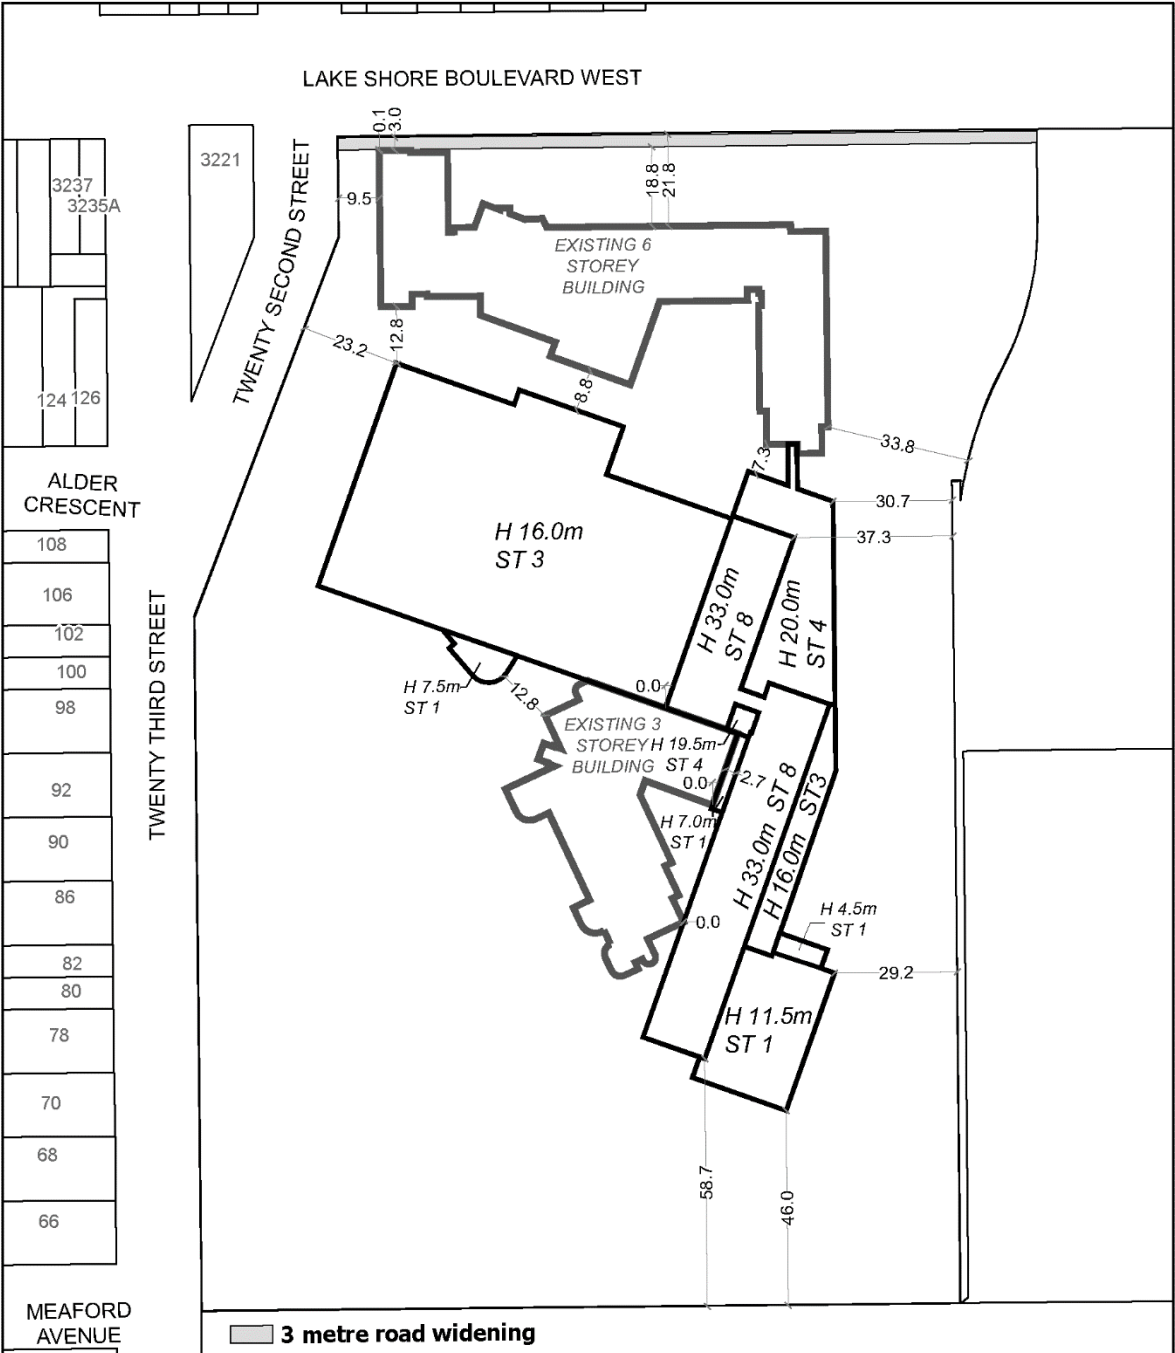 LAKE SHORE BOULEVARD WEST
0.1
3.0
3221
3237
3235A
TWENTY SECOND STREET
9.5
18.8
21.8
EXISTING 6
STOREY
BUILDING
12.8
23.2
8.8
124
126
33.8
7.3
30.7
37.3
ALDER
CRESCENT
H 16.0m
ST 3
108
106
102
100
98
92
90
86
82
80
78
70
68
66
TWENTY THIRD STREET
H 33.0m
ST 8
H 20.0m
ST 4
H 7.5m
ST 1
12.8
0.0
EXISTING 3
STOREY
BUILDING
H 19.5m
ST 4
0.0
2.7
H 7.0m
ST 1
H 33.0m ST 8
H 16.0m ST3
H 4.5m
ST 1
0.0
29.2
H 11.5m
ST 1
58.7
46.0
MEAFORD
AVENUE
3 metre road widening